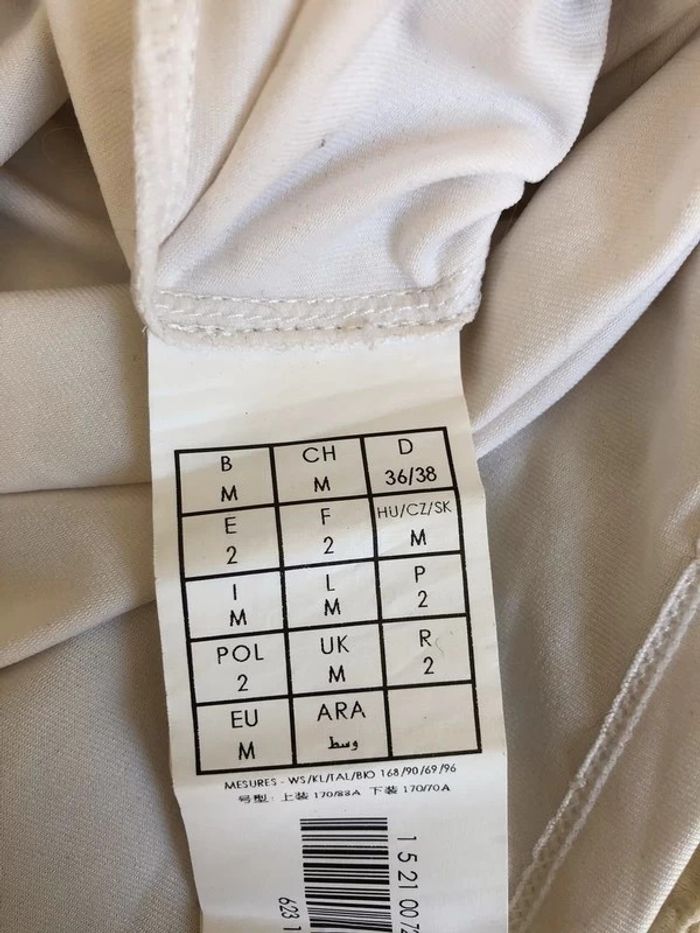 B CH D
M M 36/38
E F HU/CZ/SK
2 2 M
I L P
M M 2
POL UK R
2 M 2
EU ARA
M وسط
MESURES - WS/KL/TAL/BIO 168/90/69/96
号型: 上装 170/88A 下装 170/70A
1 5 21 00 72
623 1